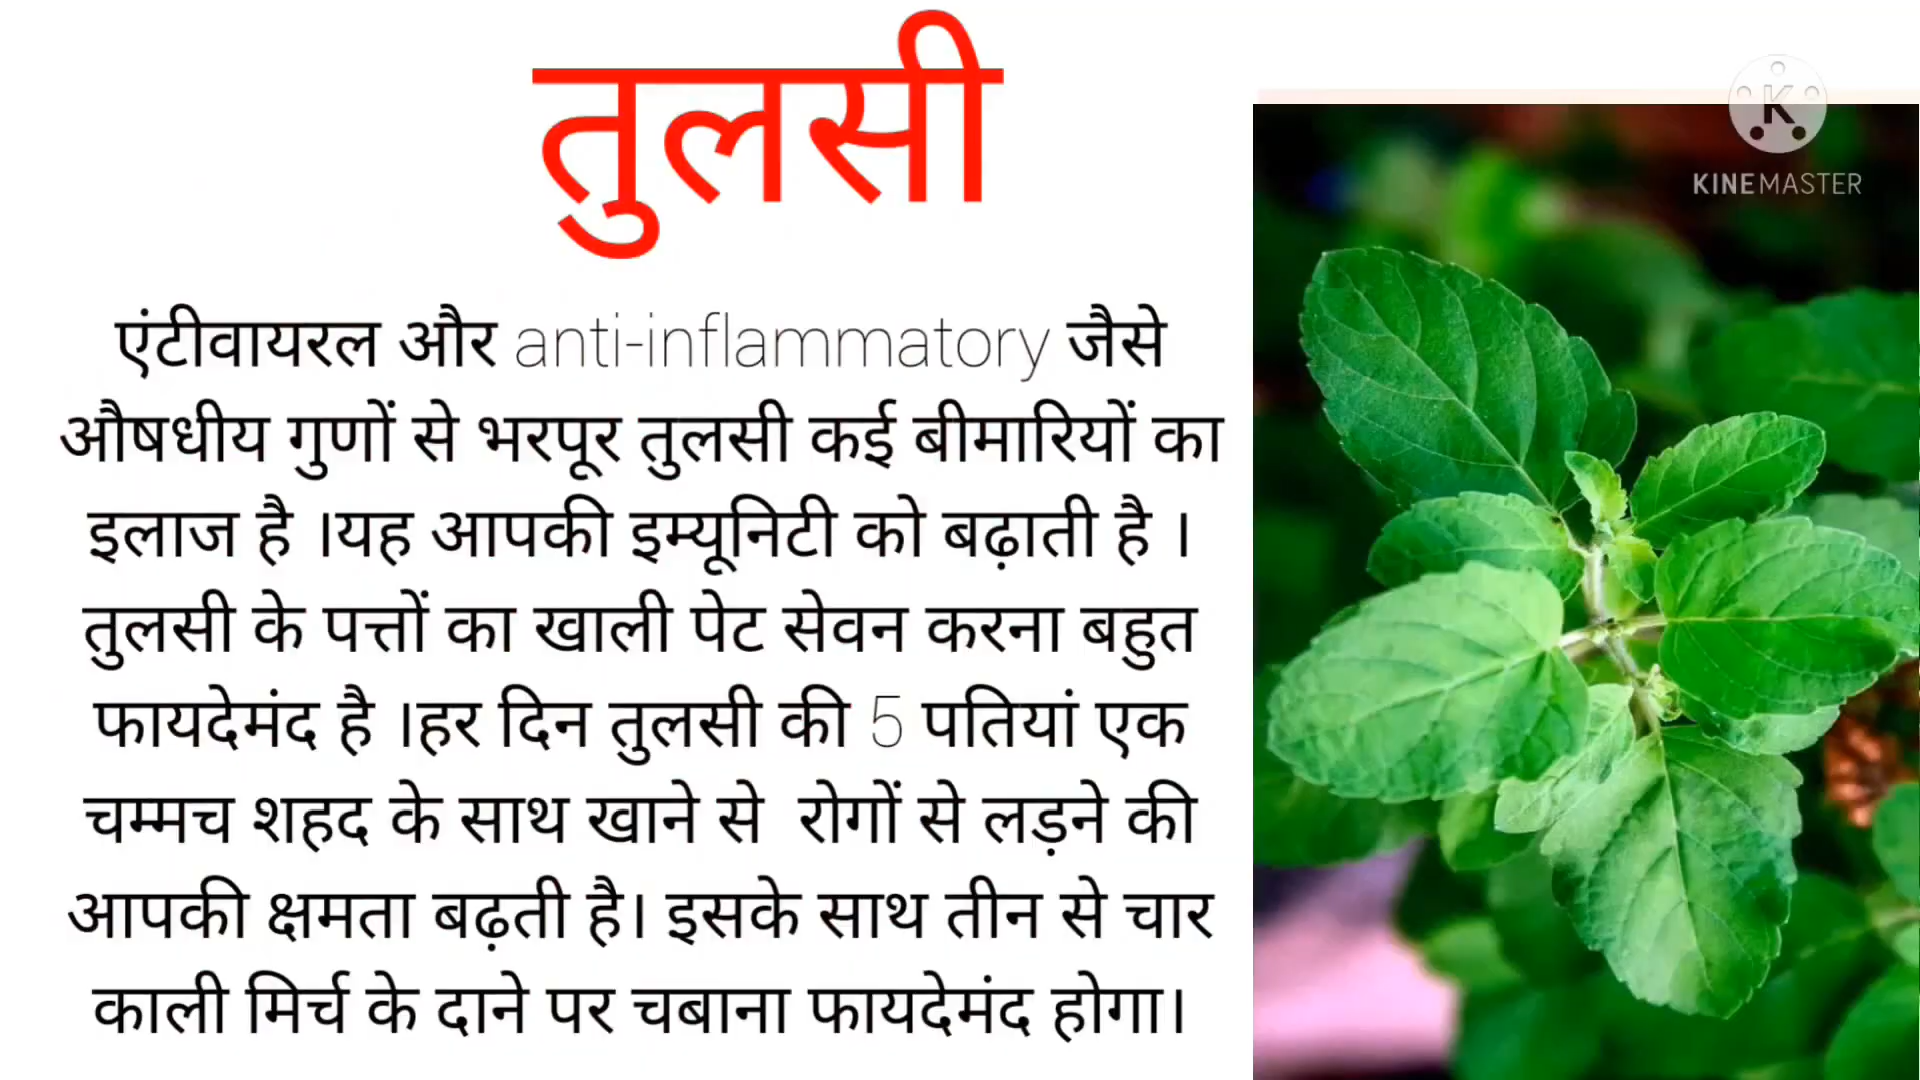 तुलसी
एंटीवायरल और anti-inflammatory जैसे
औषधीय गुणों से भरपूर तुलसी कई बीमारियों का
इलाज है ।यह आपकी इम्यूनिटी को बढ़ाती है ।
तुलसी के पत्तों का खाली पेट सेवन करना बहुत
फायदेमंद है ।हर दिन तुलसी की 5 पतियां एक
चम्मच शहद के साथ खाने से रोगों से लड़ने की
आपकी क्षमता बढ़ती है। इसके साथ तीन से चार
काली मिर्च के दाने पर चबाना फायदेमंद होगा।
K
KINEMASTER